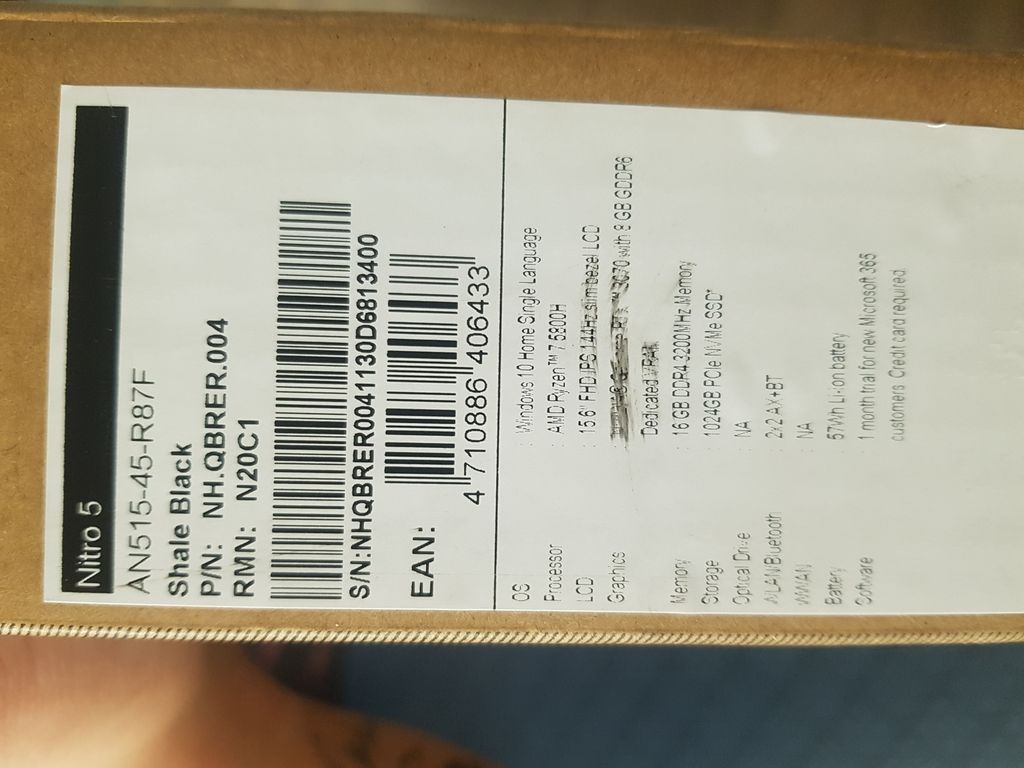 Nitro 5
AN515-45-R87F
Shale Black
P/N: NH.QBRER.004
RMN: N20C1
S/N:NHQBRER0041130D6813400
EAN:
4 710886 406433
OS : Windows 10 Home Single Language
Processor : AMD Ryzen™ 7 5800H
LCD : 15.6" FHD IPS 144Hz slim bezel LCD
Graphics : 3070 with 8 GB GDDR6
Dedicated VRAM
Memory : 16 GB DDR4 3200MHz Memory
Storage : 1024GB PCIe NVMe SSD*
Optical Drive : NA
WLAN/Bluetooth : 2x2 AX+BT
WWAN : NA
Battery : 57Wh Li-ion battery
Software : 1 month trial for new Microsoft 365
customers. Credit card required.